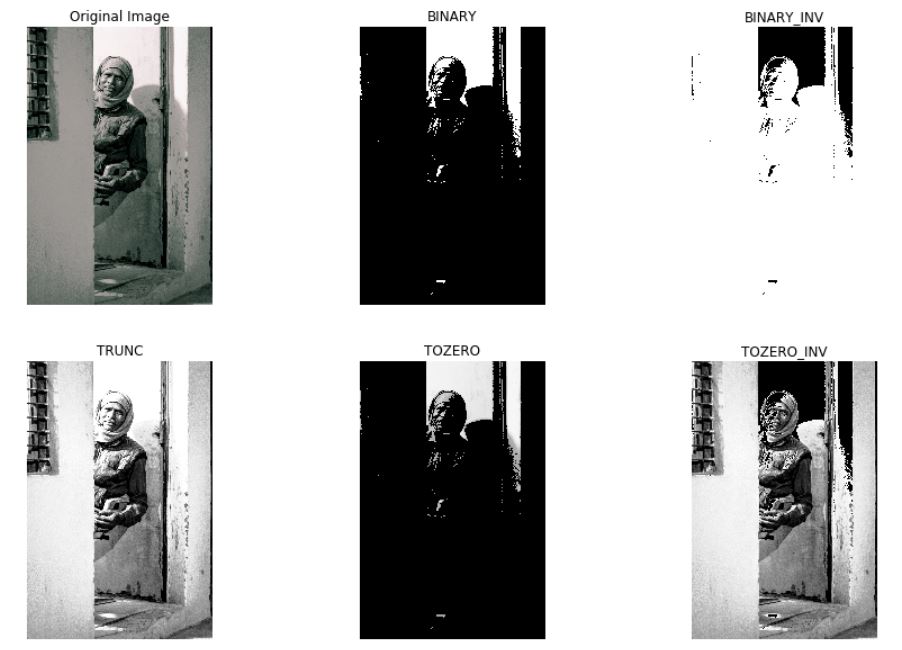 Original Image
BINARY
BINARY_INV
TRUNC
TOZERO
TOZERO_INV